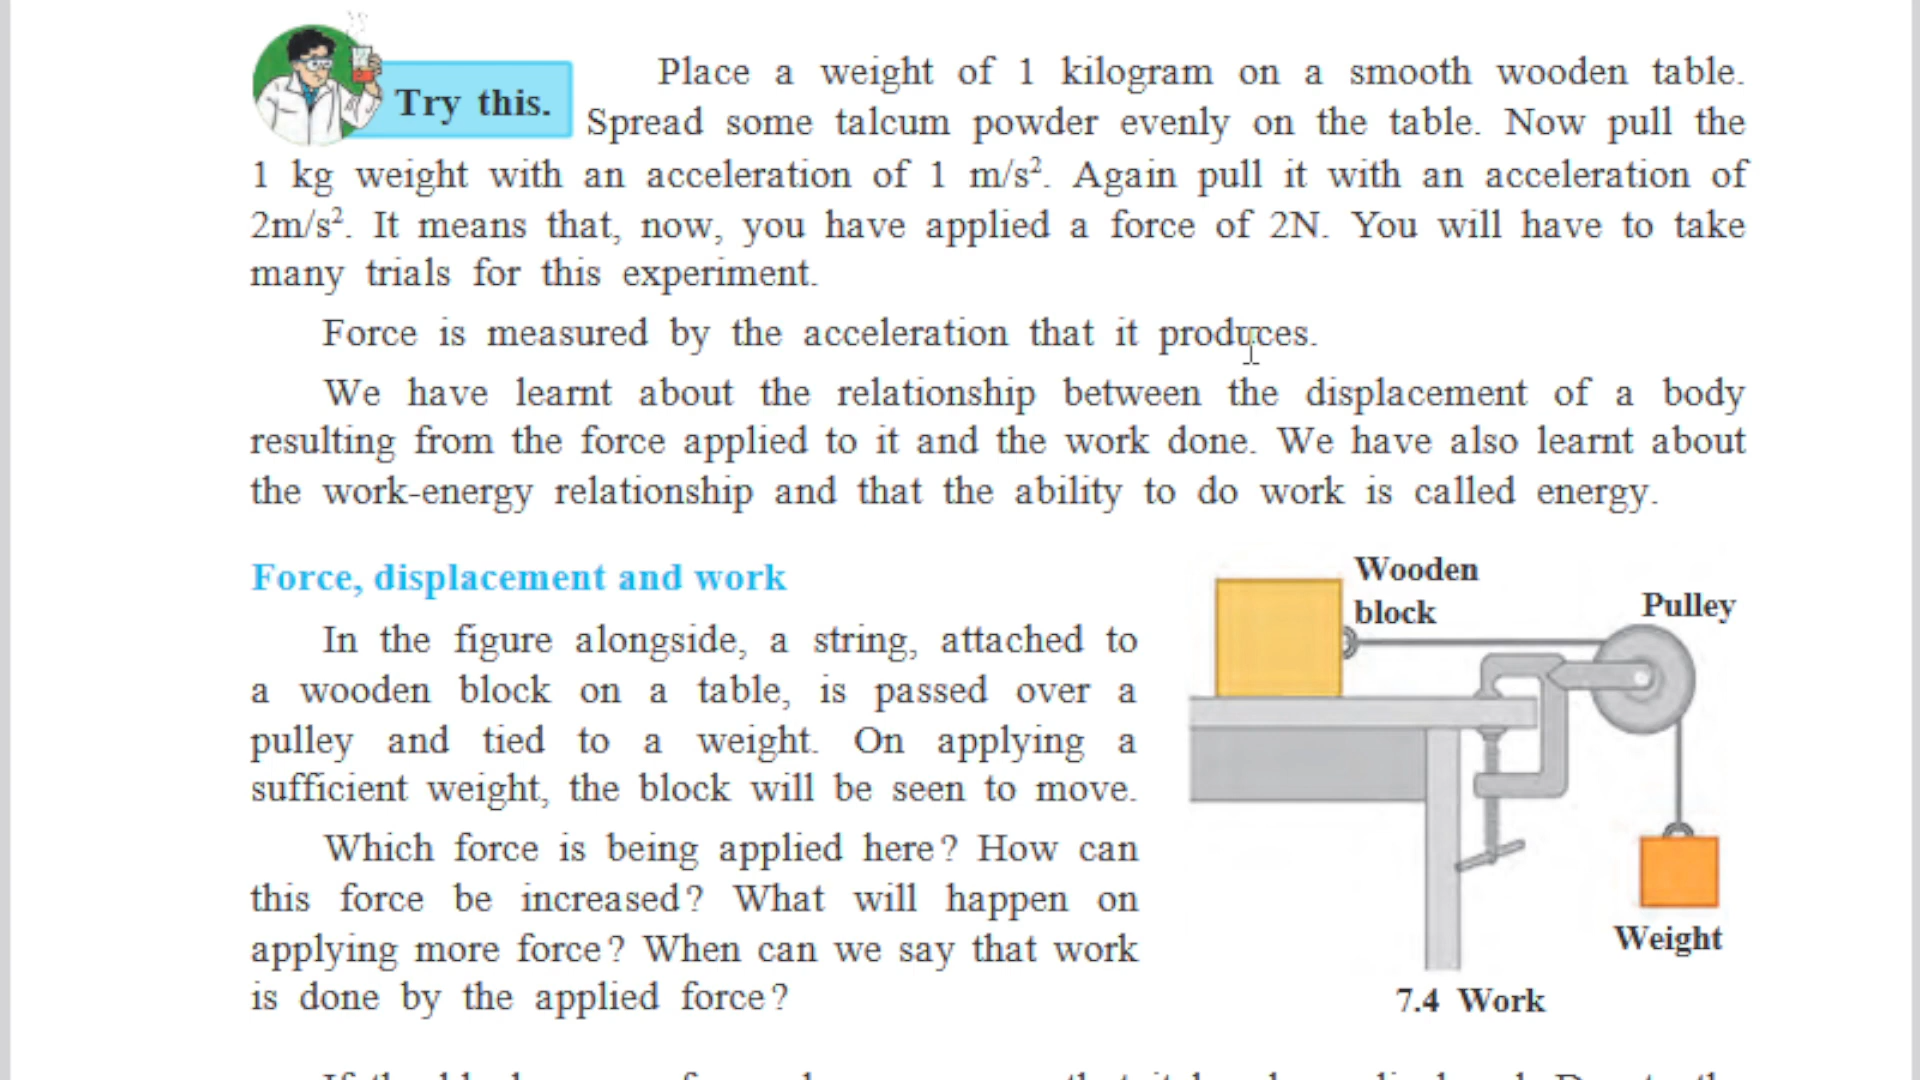 Try this.
Place a weight of 1 kilogram on a smooth wooden table.
Spread some talcum powder evenly on the table. Now pull the
1 kg weight with an acceleration of 1 m/s². Again pull it with an acceleration of
2m/s². It means that, now, you have applied a force of 2N. You will have to take
many trials for this experiment.
Force is measured by the acceleration that it produces.
We have learnt about the relationship between the displacement of a body
resulting from the force applied to it and the work done. We have also learnt about
the work-energy relationship and that the ability to do work is called energy.
Force, displacement and work
In the figure alongside, a string, attached to
a wooden block on a table, is passed over a
pulley and tied to a weight. On applying a
sufficient weight, the block will be seen to move.
Which force is being applied here? How can
this force be increased? What will happen on
applying more force? When can we say that work
is done by the applied force?
Wooden
block
Pulley
Weight
7.4 Work